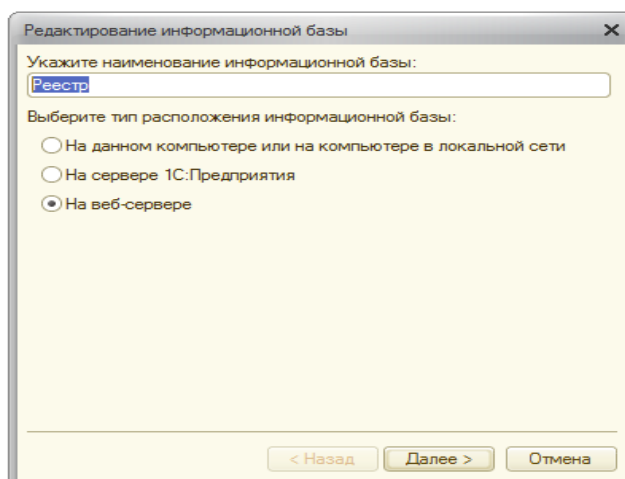 Редактирование информационной базы
Укажите наименование информационной базы:
Реестр
Выберите тип расположения информационной базы:
На данном компьютере или на компьютере в локальной сети
На сервере 1С:Предприятия
На веб-сервере
< Назад Далее > Отмена